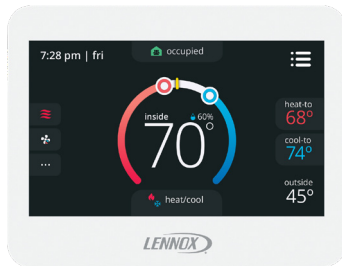 7:28 pm | fri
occupied
inside
60%
70°
heat-to
68°
cool-to
74°
outside
45°
heat/cool
...
LENNOX